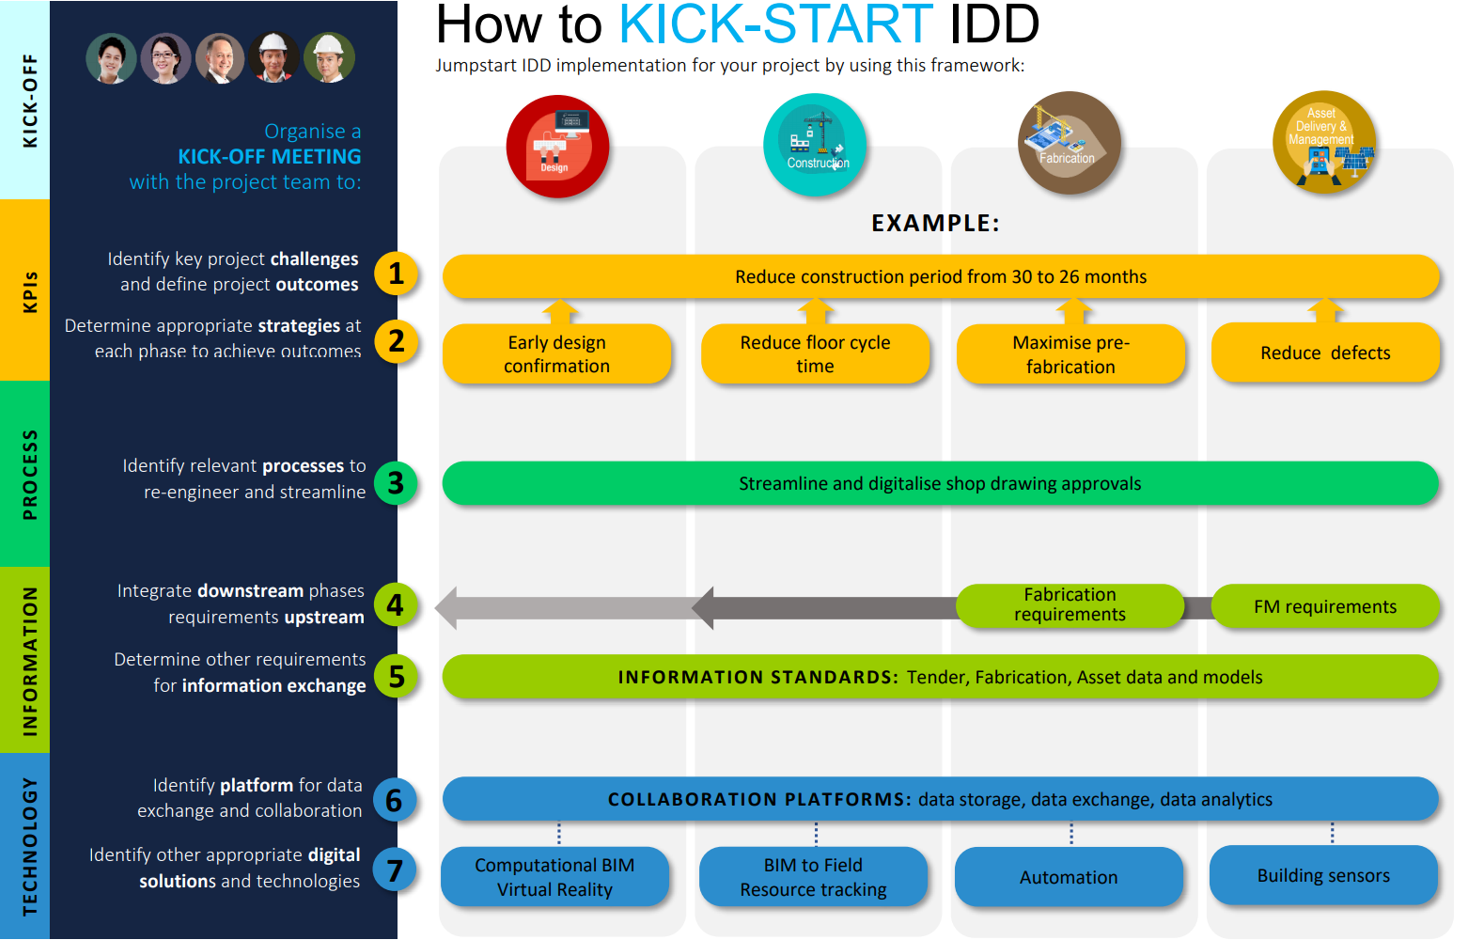 How to KICK-START IDD
Jumpstart IDD implementation for your project by using this framework:
KICK-OFF
Organise a
KICK-OFF MEETING
with the project team to:
Design
Construction
Fabrication
Asset
Delivery &
Management
EXAMPLE:
KPIs
Identify key project challenges
and define project outcomes
1
Reduce construction period from 30 to 26 months
Determine appropriate strategies at
each phase to achieve outcomes
2
Early design
confirmation
Reduce floor cycle
time
Maximise pre-
fabrication
Reduce defects
PROCESS
Identify relevant processes to
re-engineer and streamline
3
Streamline and digitalise shop drawing approvals
INFORMATION
Integrate downstream phases
requirements upstream
4
Fabrication
requirements
FM requirements
Determine other requirements
for information exchange
5
INFORMATION STANDARDS: Tender, Fabrication, Asset data and models
TECHNOLOGY
Identify platform for data
exchange and collaboration
6
COLLABORATION PLATFORMS: data storage, data exchange, data analytics
Identify other appropriate digital
solutions and technologies
7
Computational BIM
Virtual Reality
BIM to Field
Resource tracking
Automation
Building sensors